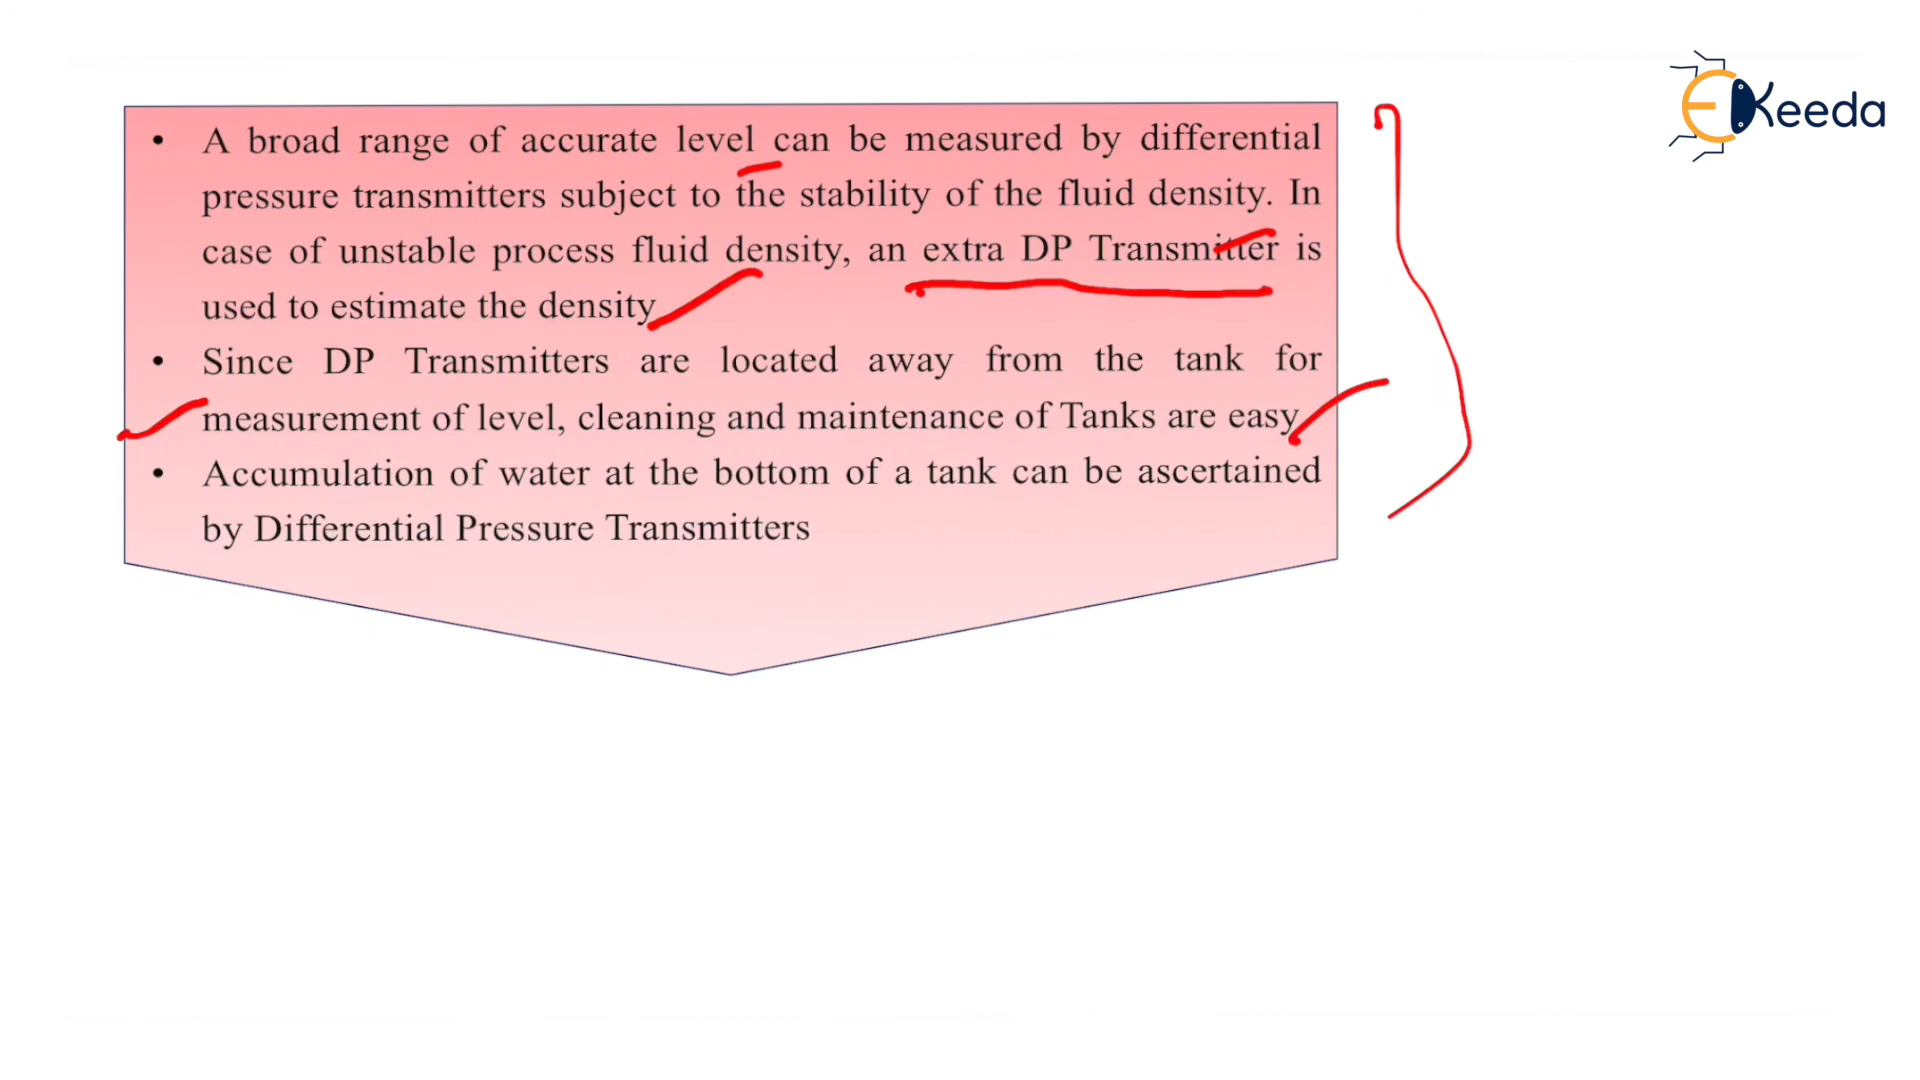 • A broad range of accurate level can be measured by differential
pressure transmitters subject to the stability of the fluid density. In
case of unstable process fluid density, an extra DP Transmitter is
used to estimate the density
• Since DP Transmitters are located away from the tank for
measurement of level, cleaning and maintenance of Tanks are easy
• Accumulation of water at the bottom of a tank can be ascertained
by Differential Pressure Transmitters
EKeeda